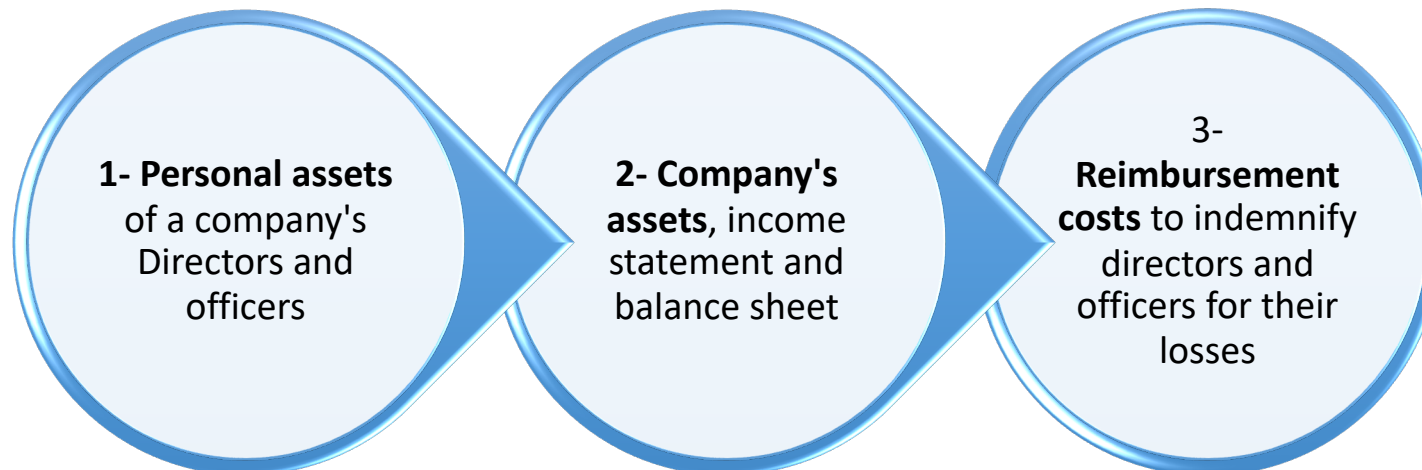 1- Personal assets
of a company's
Directors and
officers
2- Company's
assets, income
statement and
balance sheet
3-
Reimbursement
costs to indemnify
directors and
officers for their
losses